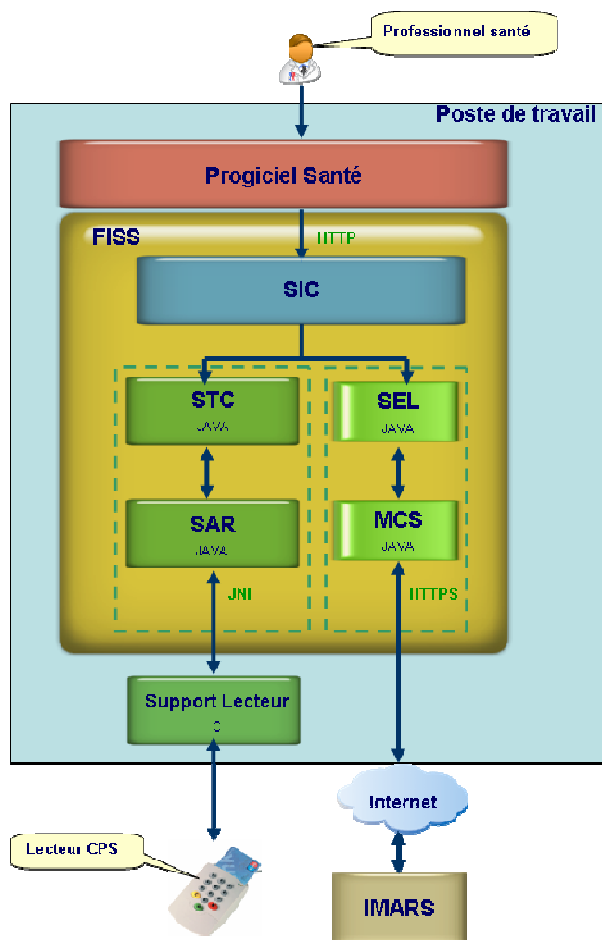 Professionnel santé
Poste de travail
Progiciel Santé
FISS
HTTP
SIC
STC
JAVA
SEL
JAVA
SAR
JAVA
MCS
JAVA
JNI
HTTPS
Support Lecteur
C
Internet
Lecteur CPS
IMARS